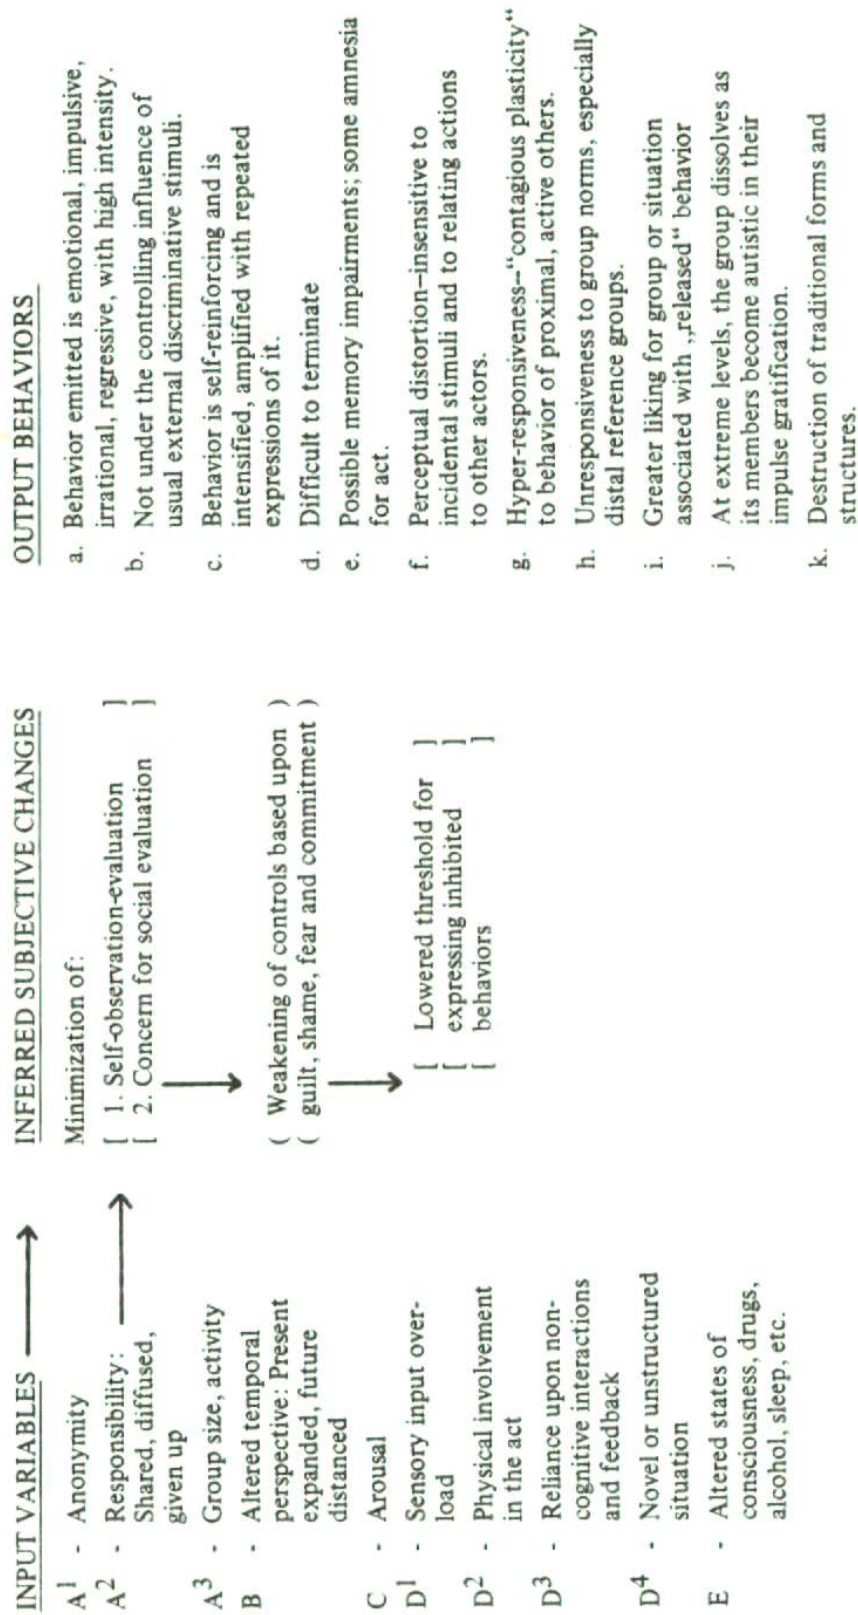 INPUT VARIABLES ⟶
A¹ - Anonymity
A² - Responsibility: ⟶
Shared, diffused,
given up
A³ - Group size, activity
B - Altered temporal
perspective: Present
expanded, future
distanced
C - Arousal
D¹ - Sensory input over-
load
D² - Physical involvement
in the act
D³ - Reliance upon non-
cognitive interactions
and feedback
D⁴ - Novel or unstructured
situation
E - Altered states of
consciousness, drugs,
alcohol, sleep, etc.
INFERRED SUBJECTIVE CHANGES
Minimization of:
[ 1. Self-observation-evaluation ]
[ 2. Concern for social evaluation ]
( Weakening of controls based upon )
( guilt, shame, fear and commitment )
[ Lowered threshold for ]
[ expressing inhibited ]
[ behaviors ]
OUTPUT BEHAVIORS
a. Behavior emitted is emotional, impulsive,
irrational, regressive, with high intensity.
b. Not under the controlling influence of
usual external discriminative stimuli.
c. Behavior is self-reinforcing and is
intensified, amplified with repeated
expressions of it.
d. Difficult to terminate
e. Possible memory impairments; some amnesia
for act.
f. Perceptual distortion–insensitive to
incidental stimuli and to relating actions
to other actors.
g. Hyper-responsiveness–“contagious plasticity“
to behavior of proximal, active others.
h. Unresponsiveness to group norms, especially
distal reference groups.
i. Greater liking for group or situation
associated with „released“ behavior
j. At extreme levels, the group dissolves as
its members become autistic in their
impulse gratification.
k. Destruction of traditional forms and
structures.